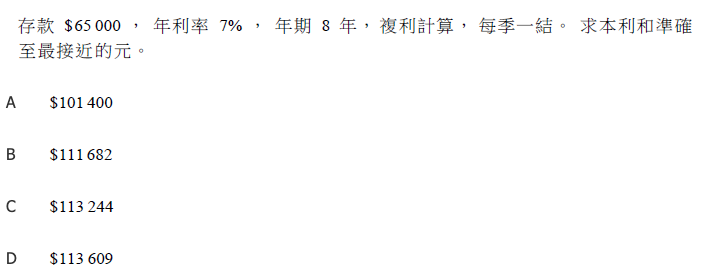 存款 $65 000 ， 年利率 7% ， 年期 8 年， 複利計算， 每季一結。 求本利和準確
至最接近的元。
A $101 400
B $111 682
C $113 244
D $113 609